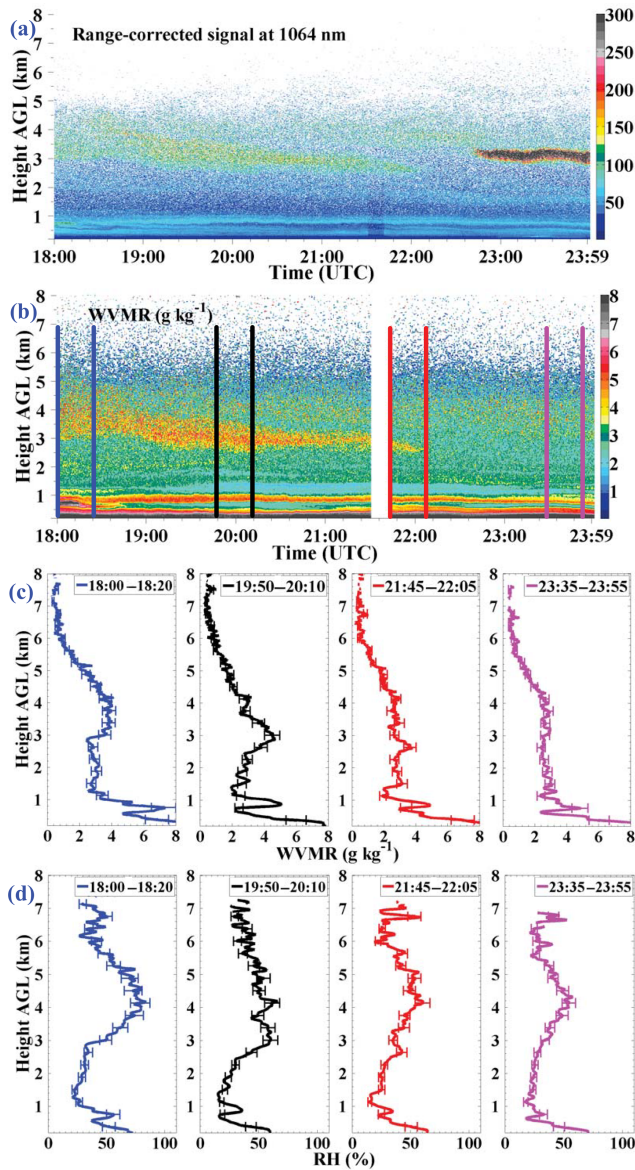 (a)
Range-corrected signal at 1064 nm
Height AGL (km)
8
7
6
5
4
3
2
1
18:00 19:00 20:00 21:00 22:00 23:00 23:59
Time (UTC)
300
250
200
150
100
50
(b)
WVMR (g kg⁻¹)
Height AGL (km)
8
7
6
5
4
3
2
1
18:00 19:00 20:00 21:00 22:00 23:00 23:59
Time (UTC)
8
7
6
5
4
3
2
1
(c)
18:00–18:20 19:50–20:10 21:45–22:05 23:35–23:55
Height AGL (km)
8
7
6
5
4
3
2
1
0 2 4 6 8 0 2 4 6 8 0 2 4 6 8 0 2 4 6 8
WVMR (g kg⁻¹)
(d)
18:00–18:20 19:50–20:10 21:45–22:05 23:35–23:55
Height AGL (km)
8
7
6
5
4
3
2
1
0 50 100 0 50 100 0 50 100 0 50 100
RH (%)